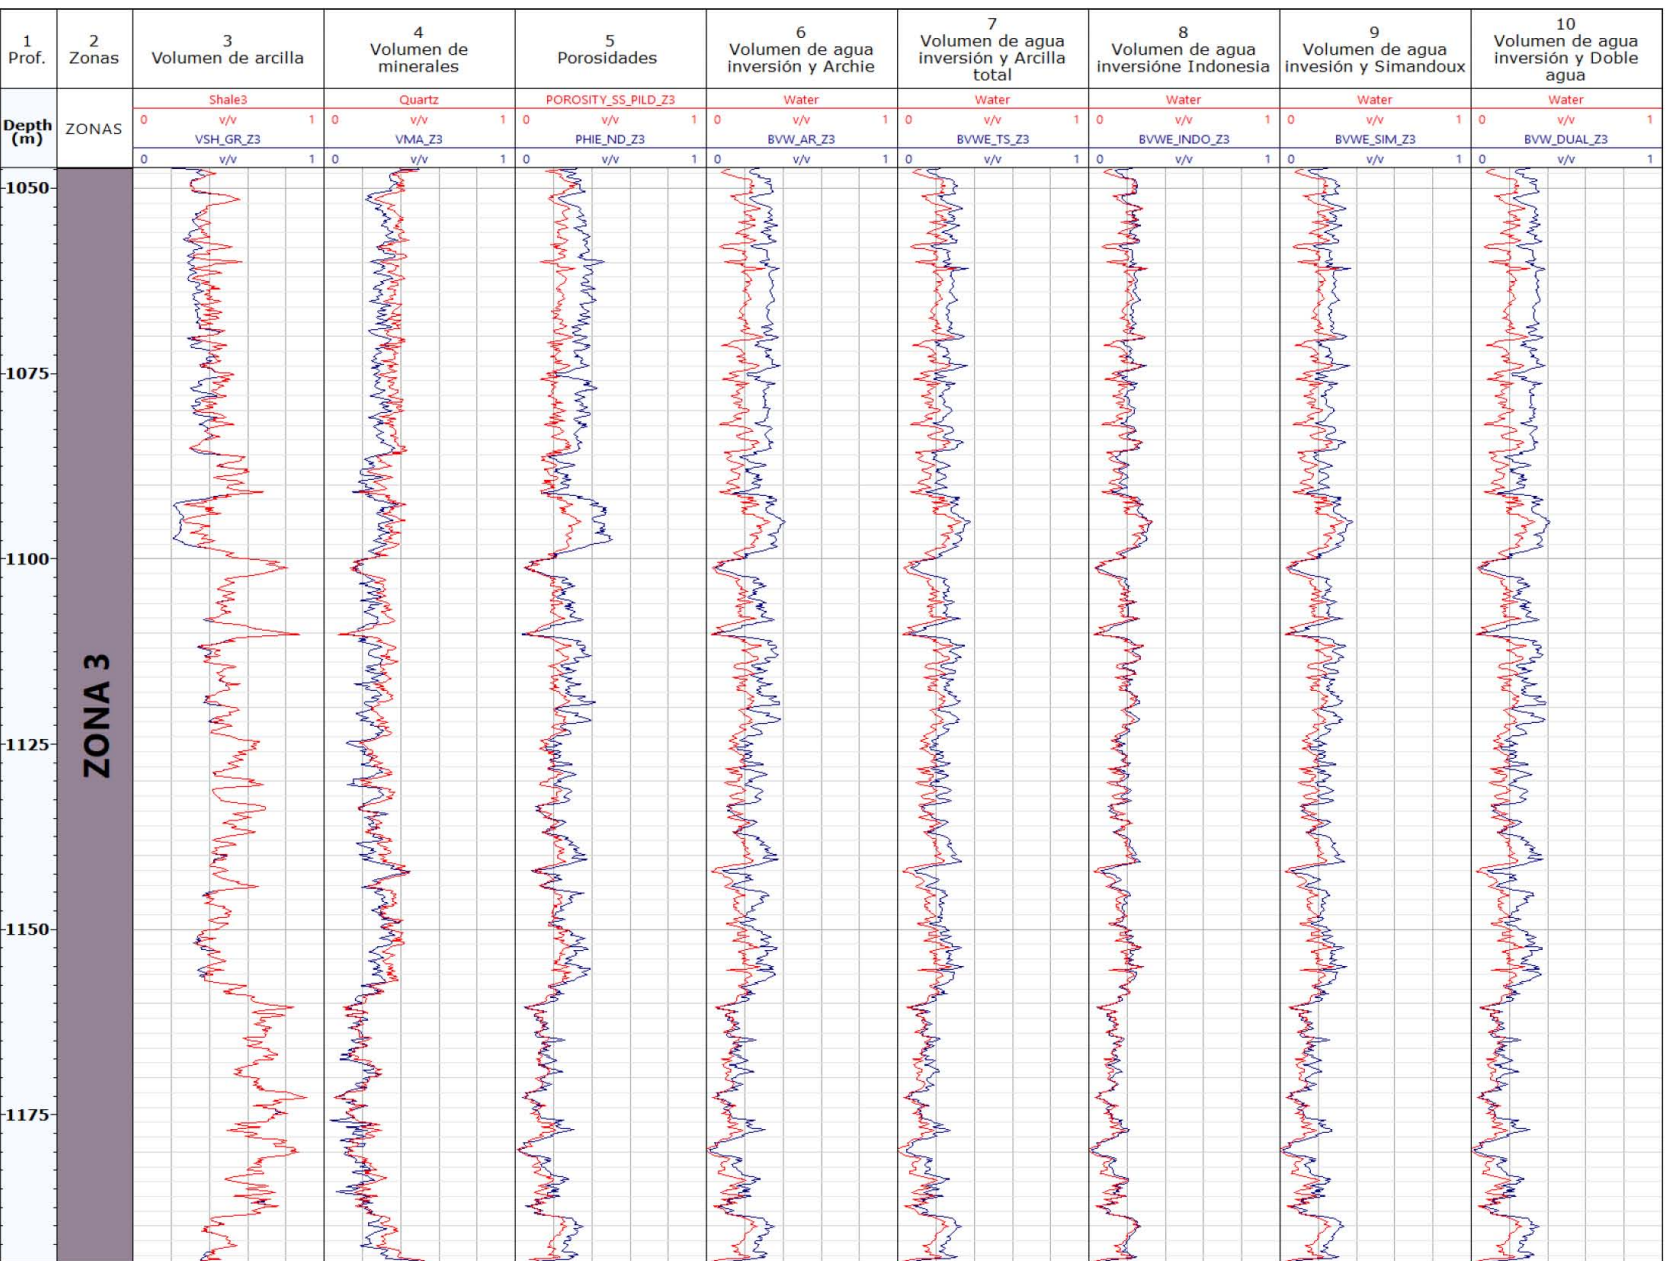 1
Prof.
2
Zonas
3
Volumen de arcilla
4
Volumen de
minerales
5
Porosidades
6
Volumen de agua
inversión y Archie
7
Volumen de agua
inversión y Arcilla
total
8
Volumen de agua
inversióne Indonesia
9
Volumen de agua
invesión y Simandoux
10
Volumen de agua
inversión y Doble
agua
Depth
(m)
ZONAS
Shale3
0 v/v 1
VSH_GR_Z3
0 v/v 1
Quartz
0 v/v 1
VMA_Z3
0 v/v 1
POROSITY_SS_PILD_Z3
0 v/v 1
PHIE_ND_Z3
0 v/v 1
Water
0 v/v 1
BVW_AR_Z3
0 v/v 1
Water
0 v/v 1
BVWE_TS_Z3
0 v/v 1
Water
0 v/v 1
BVWE_INDO_Z3
0 v/v 1
Water
0 v/v 1
BVWE_SIM_Z3
0 v/v 1
Water
0 v/v 1
BVW_DUAL_Z3
0 v/v 1
1050
1075
1100
1125
1150
1175
ZONA 3